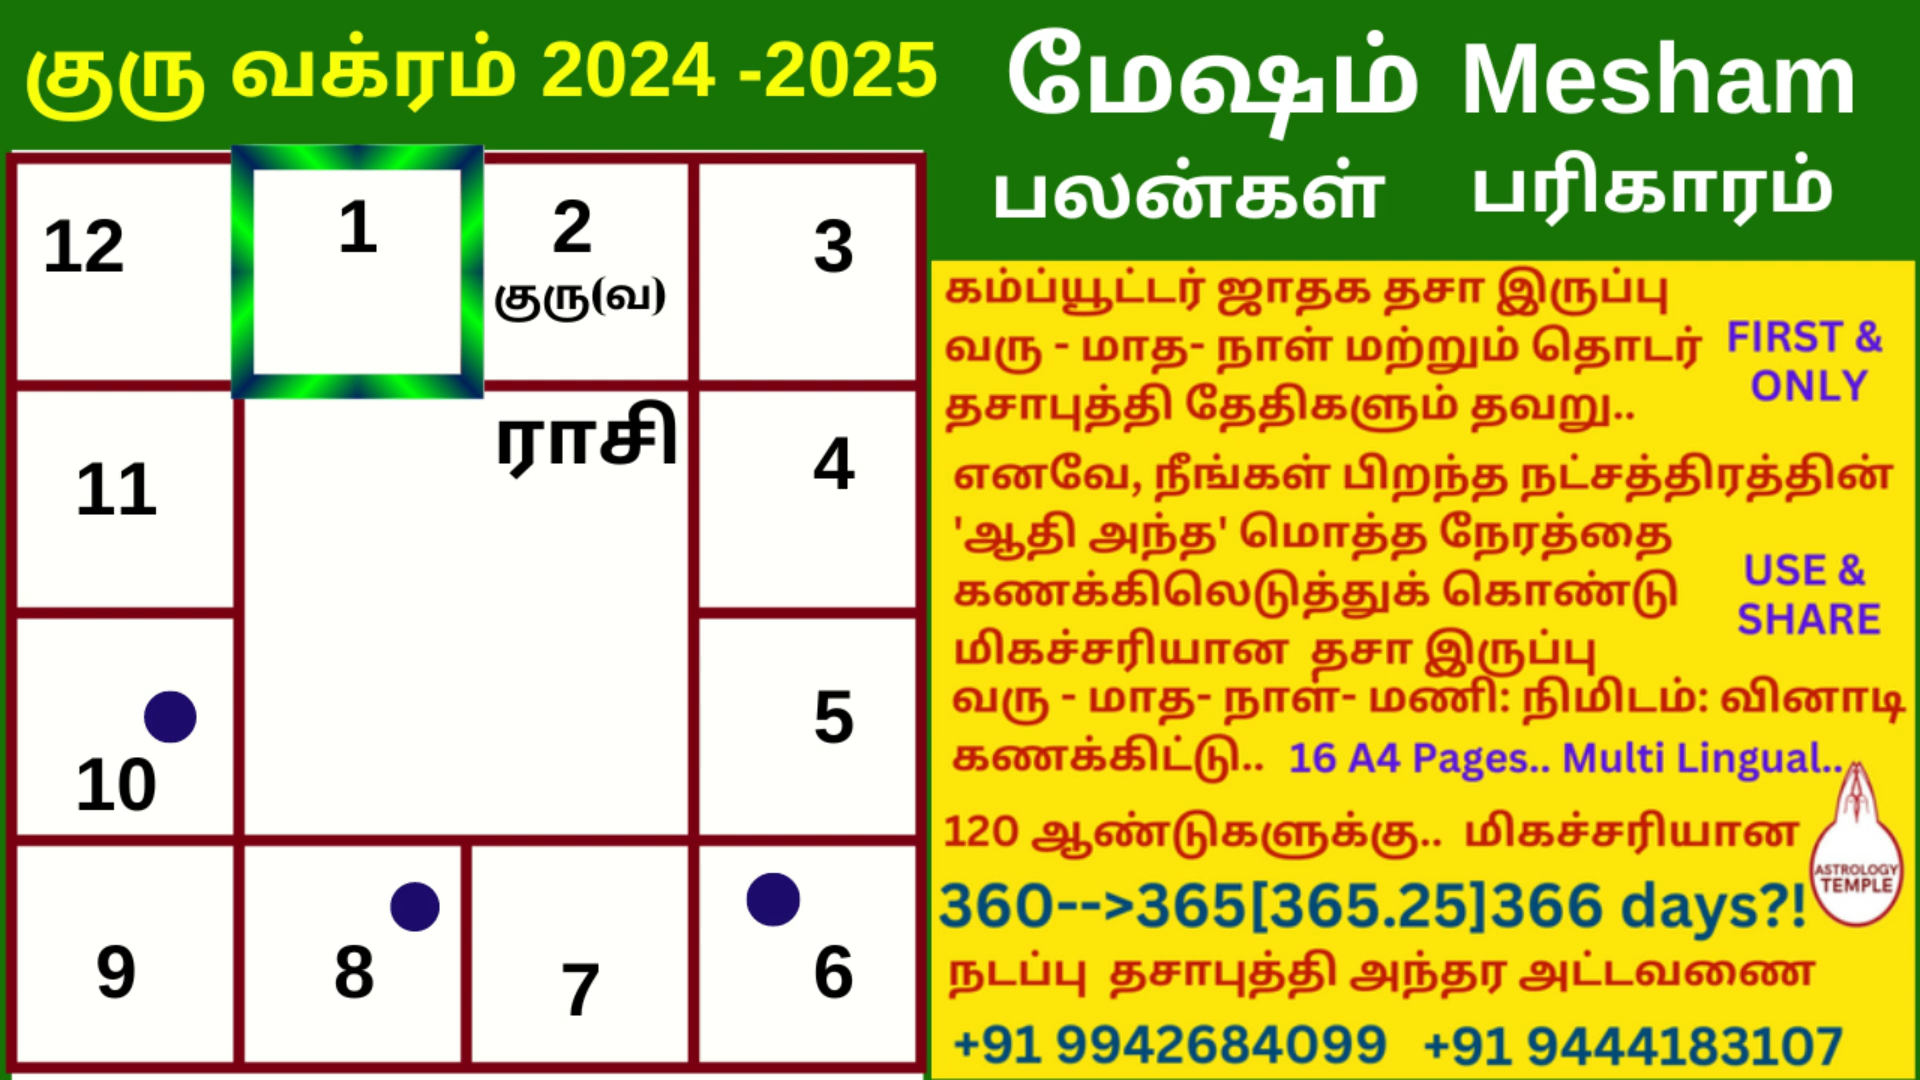 குரு வக்ரம் 2024 -2025
மேஷம் Mesham
பலன்கள் பரிகாரம்
12
1
2
3
குரு(வ)
ராசி
11
4
10
5
9
8
7
6
கம்ப்யூட்டர் ஜாதக தசா இருப்பு
வரு - மாத- நாள் மற்றும் தொடர்
தசாபுத்தி தேதிகளும் தவறு..
FIRST &
ONLY
எனவே, நீங்கள் பிறந்த நட்சத்திரத்தின்
'ஆதி அந்த' மொத்த நேரத்தை
கணக்கிலெடுத்துக் கொண்டு
மிகச்சரியான தசா இருப்பு
USE &
SHARE
வரு - மாத- நாள்- மணி: நிமிடம்: வினாடி
கணக்கிட்டு.. 16 A4 Pages.. Multi Lingual..
120 ஆண்டுகளுக்கு.. மிகச்சரியான
ASTROLOGY
TEMPLE
360-->365[365.25]366 days?!
நடப்பு தசாபுத்தி அந்தர அட்டவணை
+91 9942684099 +91 9444183107